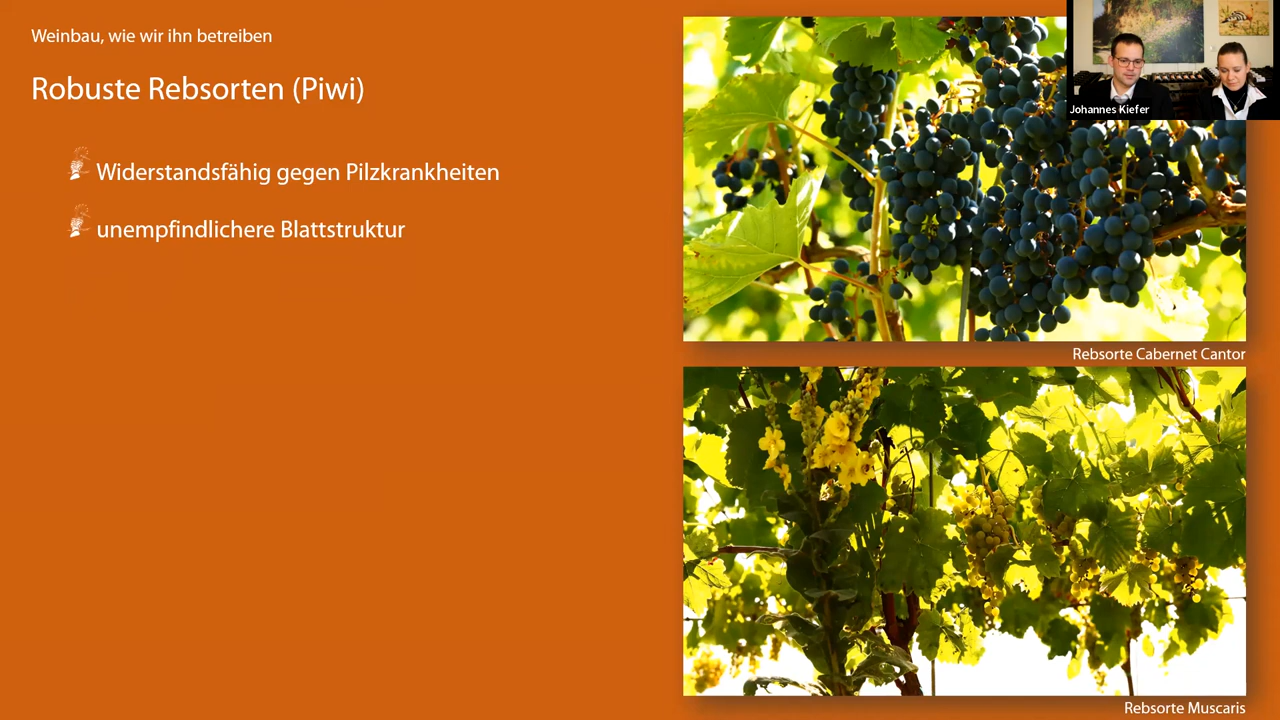 Weinbau, wie wir ihn betreiben
Robuste Rebsorten (Piwi)
Widerstandsfähig gegen Pilzkrankheiten
unempfindlichere Blattstruktur
Johannes Kiefer
Rebsorte Cabernet Cantor
Rebsorte Muscaris